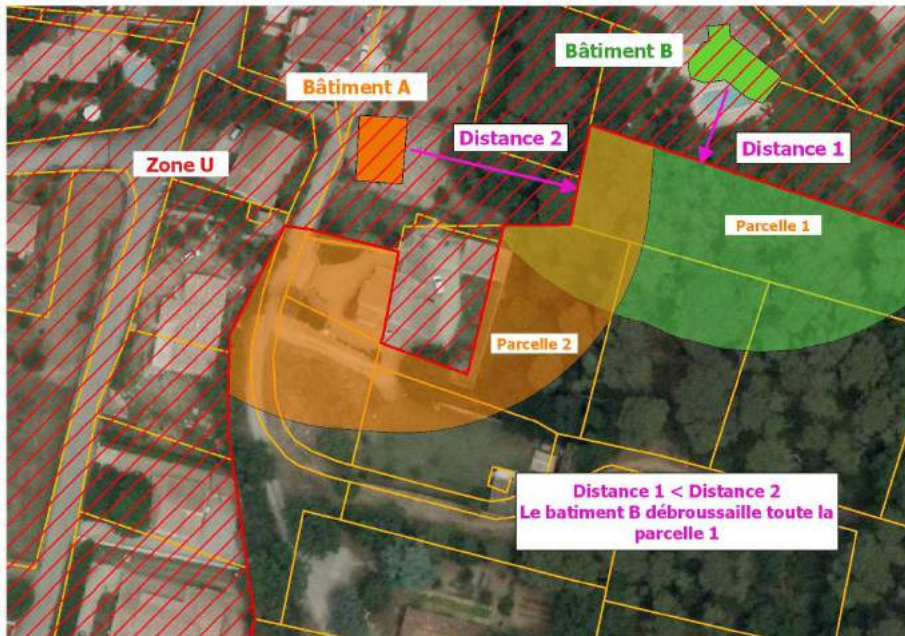 Bâtiment B
Bâtiment A
Distance 2
Distance 1
Zone U
Parcelle 1
Parcelle 2
Distance 1 < Distance 2
Le batiment B débroussaille toute la
parcelle 1